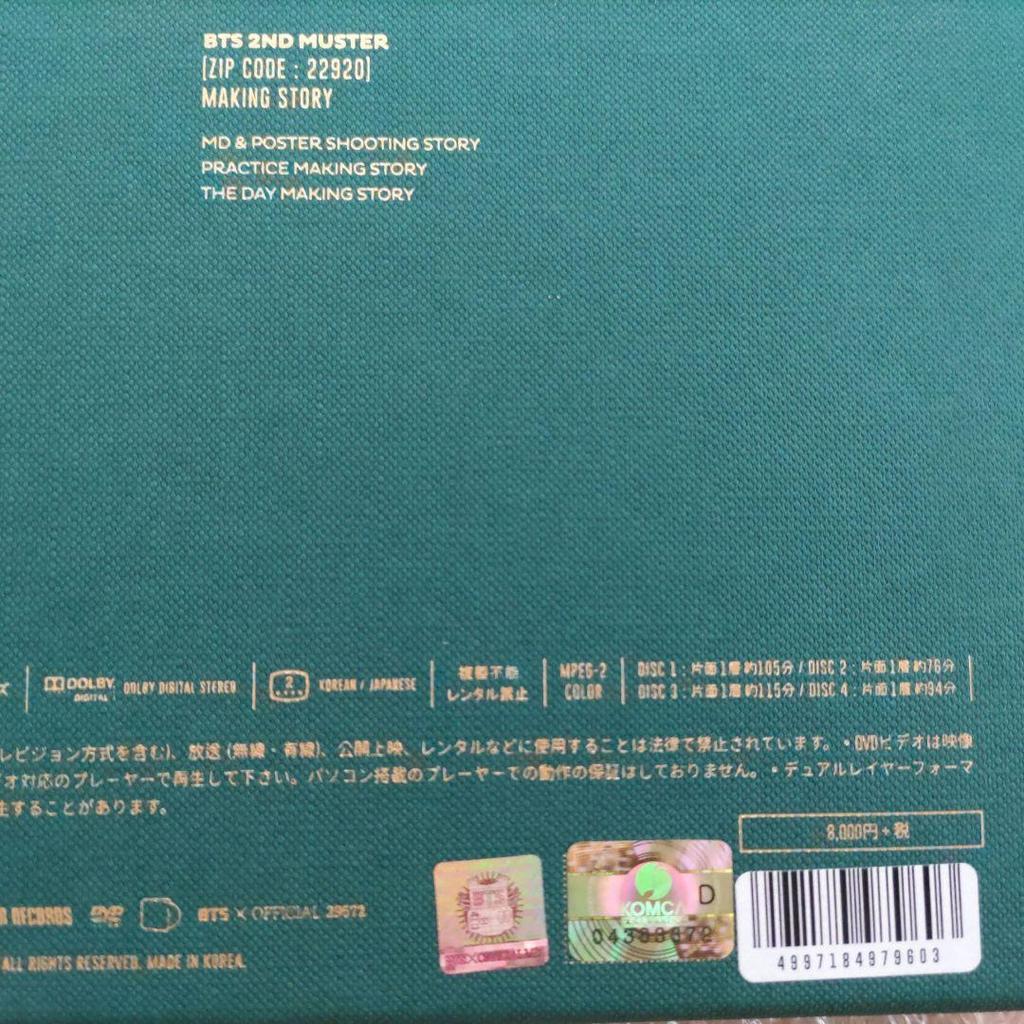 BTS 2ND MUSTER
[ZIP CODE : 22920]
MAKING STORY
MD & POSTER SHOOTING STORY
PRACTICE MAKING STORY
THE DAY MAKING STORY
DOLBY DIGITAL DOLBY DIGITAL STEREO
2
KOREAN / JAPANESE
複製不能
レンタル禁止
MPEG-2
COLOR
DISC 1 : 片面1層 約105分 / DISC 2 : 片面1層 約76分
DISC 3 : 片面1層 約115分 / DISC 4 : 片面1層 約94分
レビジョン方式を含む)、放送 (無線・有線)、公開上映、レンタルなどに使用することは法律で禁止されています。 • DVDビデオは映像
オ対応のプレーヤーで再生して下さい。パソコン搭載のプレーヤーでの動作の保証はしておりません。 • デュアルレイヤーフォーマ
生することがあります。
8,000円+税
RECORDS DVD BTS × OFFICIAL 29572
ALL RIGHTS RESERVED. MADE IN KOREA.
BTS
KOMCA D
4997184979603